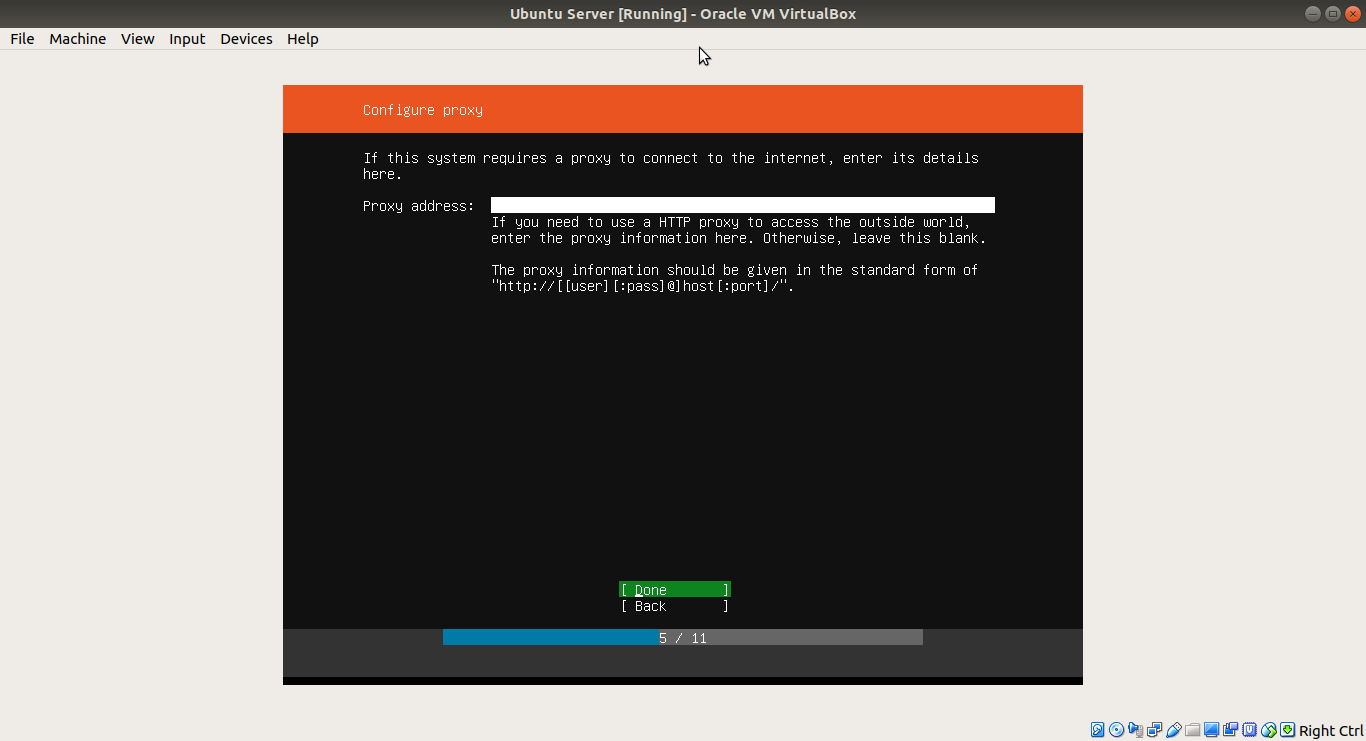 Ubuntu Server [Running] - Oracle VM VirtualBox
File Machine View Input Devices Help
Configure proxy
If this system requires a proxy to connect to the internet, enter its details
here.
Proxy address:
If you need to use a HTTP proxy to access the outside world,
enter the proxy information here. Otherwise, leave this blank.
The proxy information should be given in the standard form of
"http://[[user][:pass]@]host[:port]/".
[ Done ]
[ Back ]
5 / 11
Right Ctrl